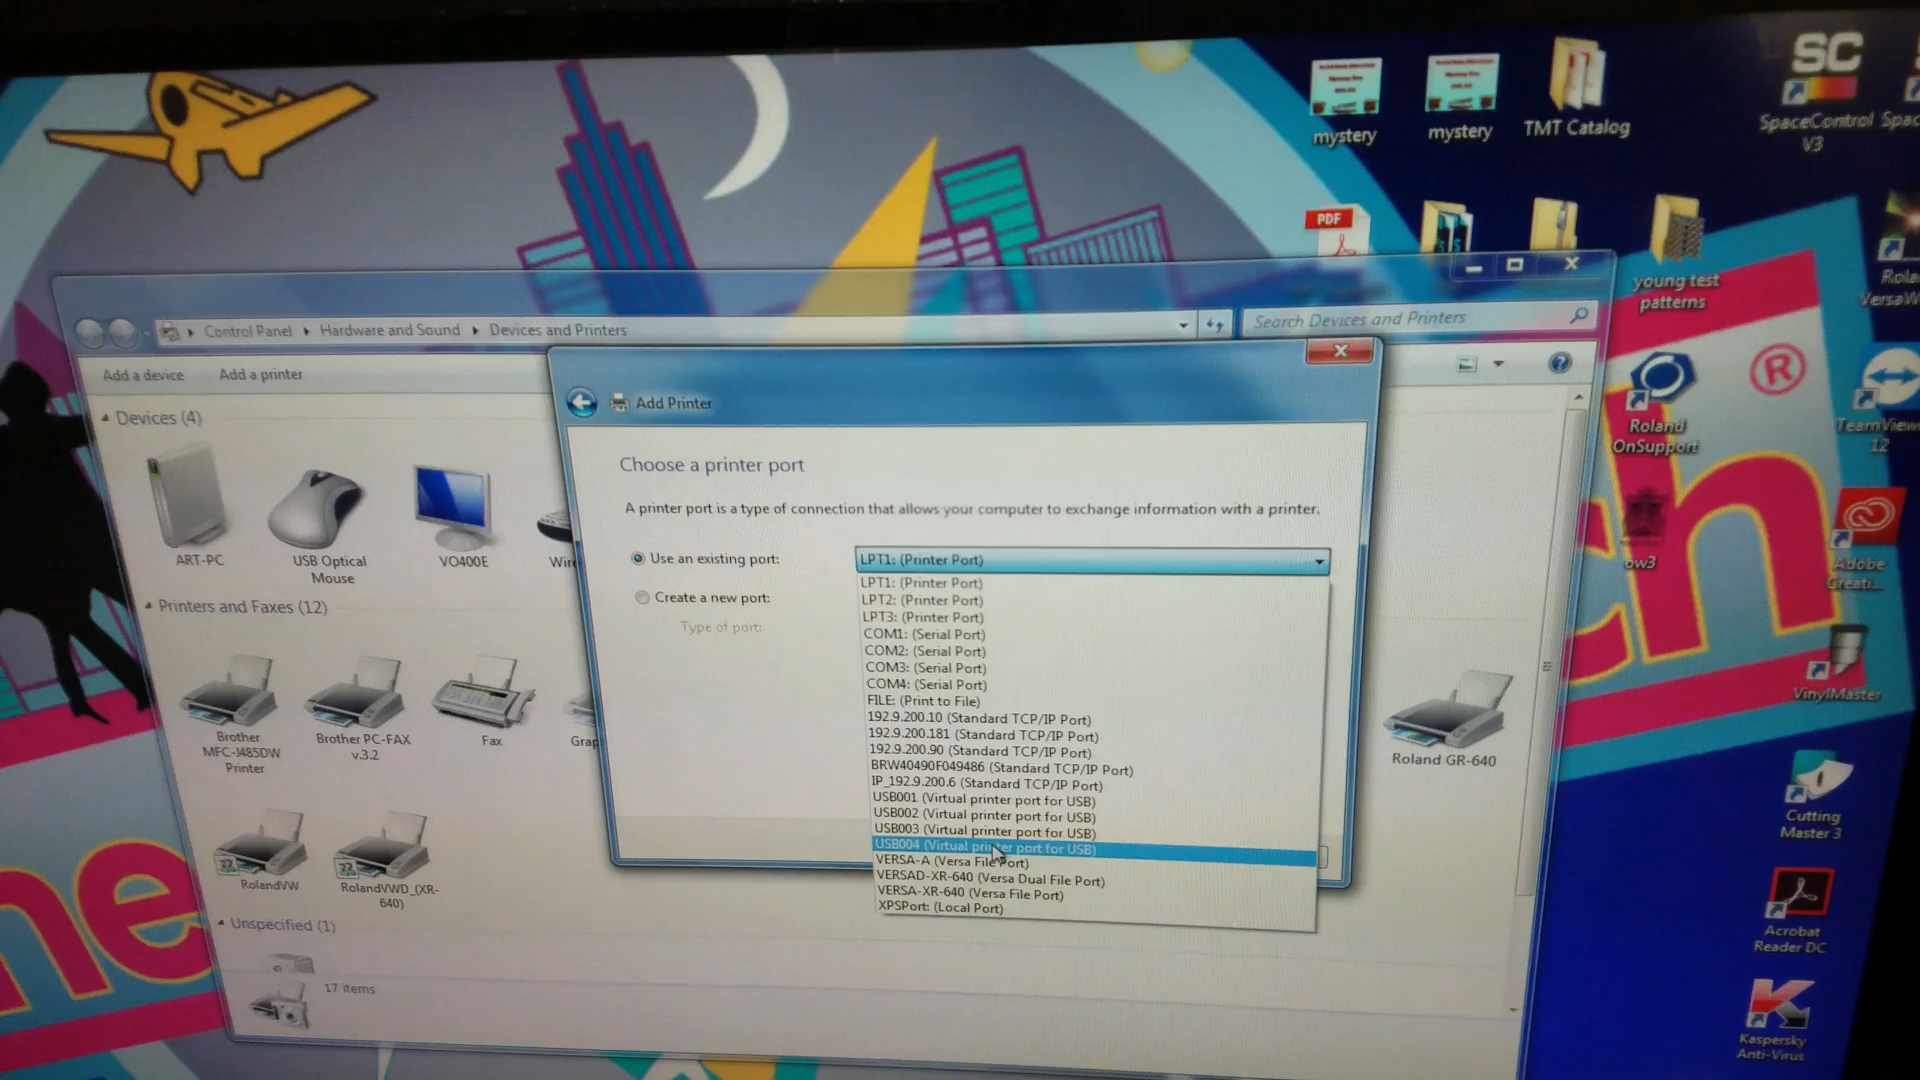 mystery
mystery
TMT Catalog
SC
SpaceControl
V3
PDF
young test
patterns
Control Panel
Hardware and Sound
Devices and Printers
Search Devices and Printers
Add a device
Add a printer
Add Printer
Devices (4)
ART-PC
USB Optical
Mouse
VO400E
Choose a printer port
A printer port is a type of connection that allows your computer to exchange information with a printer.
Use an existing port:
LPT1: (Printer Port)
LPT1: (Printer Port)
LPT2: (Printer Port)
LPT3: (Printer Port)
COM1: (Serial Port)
COM2: (Serial Port)
COM3: (Serial Port)
COM4: (Serial Port)
FILE: (Print to File)
192.9.200.10 (Standard TCP/IP Port)
192.9.200.181 (Standard TCP/IP Port)
192.9.200.90 (Standard TCP/IP Port)
BRW40490F049486 (Standard TCP/IP Port)
IP_192.9.200.6 (Standard TCP/IP Port)
USB001 (Virtual printer port for USB)
USB002 (Virtual printer port for USB)
USB003 (Virtual printer port for USB)
USB004 (Virtual printer port for USB)
VERSA-A (Versa File Port)
VERSAD-XR-640 (Versa Dual File Port)
VERSA-XR-640 (Versa File Port)
XPSPort: (Local Port)
Create a new port:
Type of port:
Printers and Faxes (12)
Brother
MFC-J485DW
Printer
Brother PC-FAX
v.3.2
Fax
Grap
Roland GR-640
RolandVW
RolandVWD_(XR-
640)
Unspecified (1)
17 items
Roland
OnSupport
®
TeamView
12
ow3
Adobe
Creati...
VinylMaster
Cutting
Master 3
Acrobat
Reader DC
Kaspersky
Anti-Virus
ne
ch